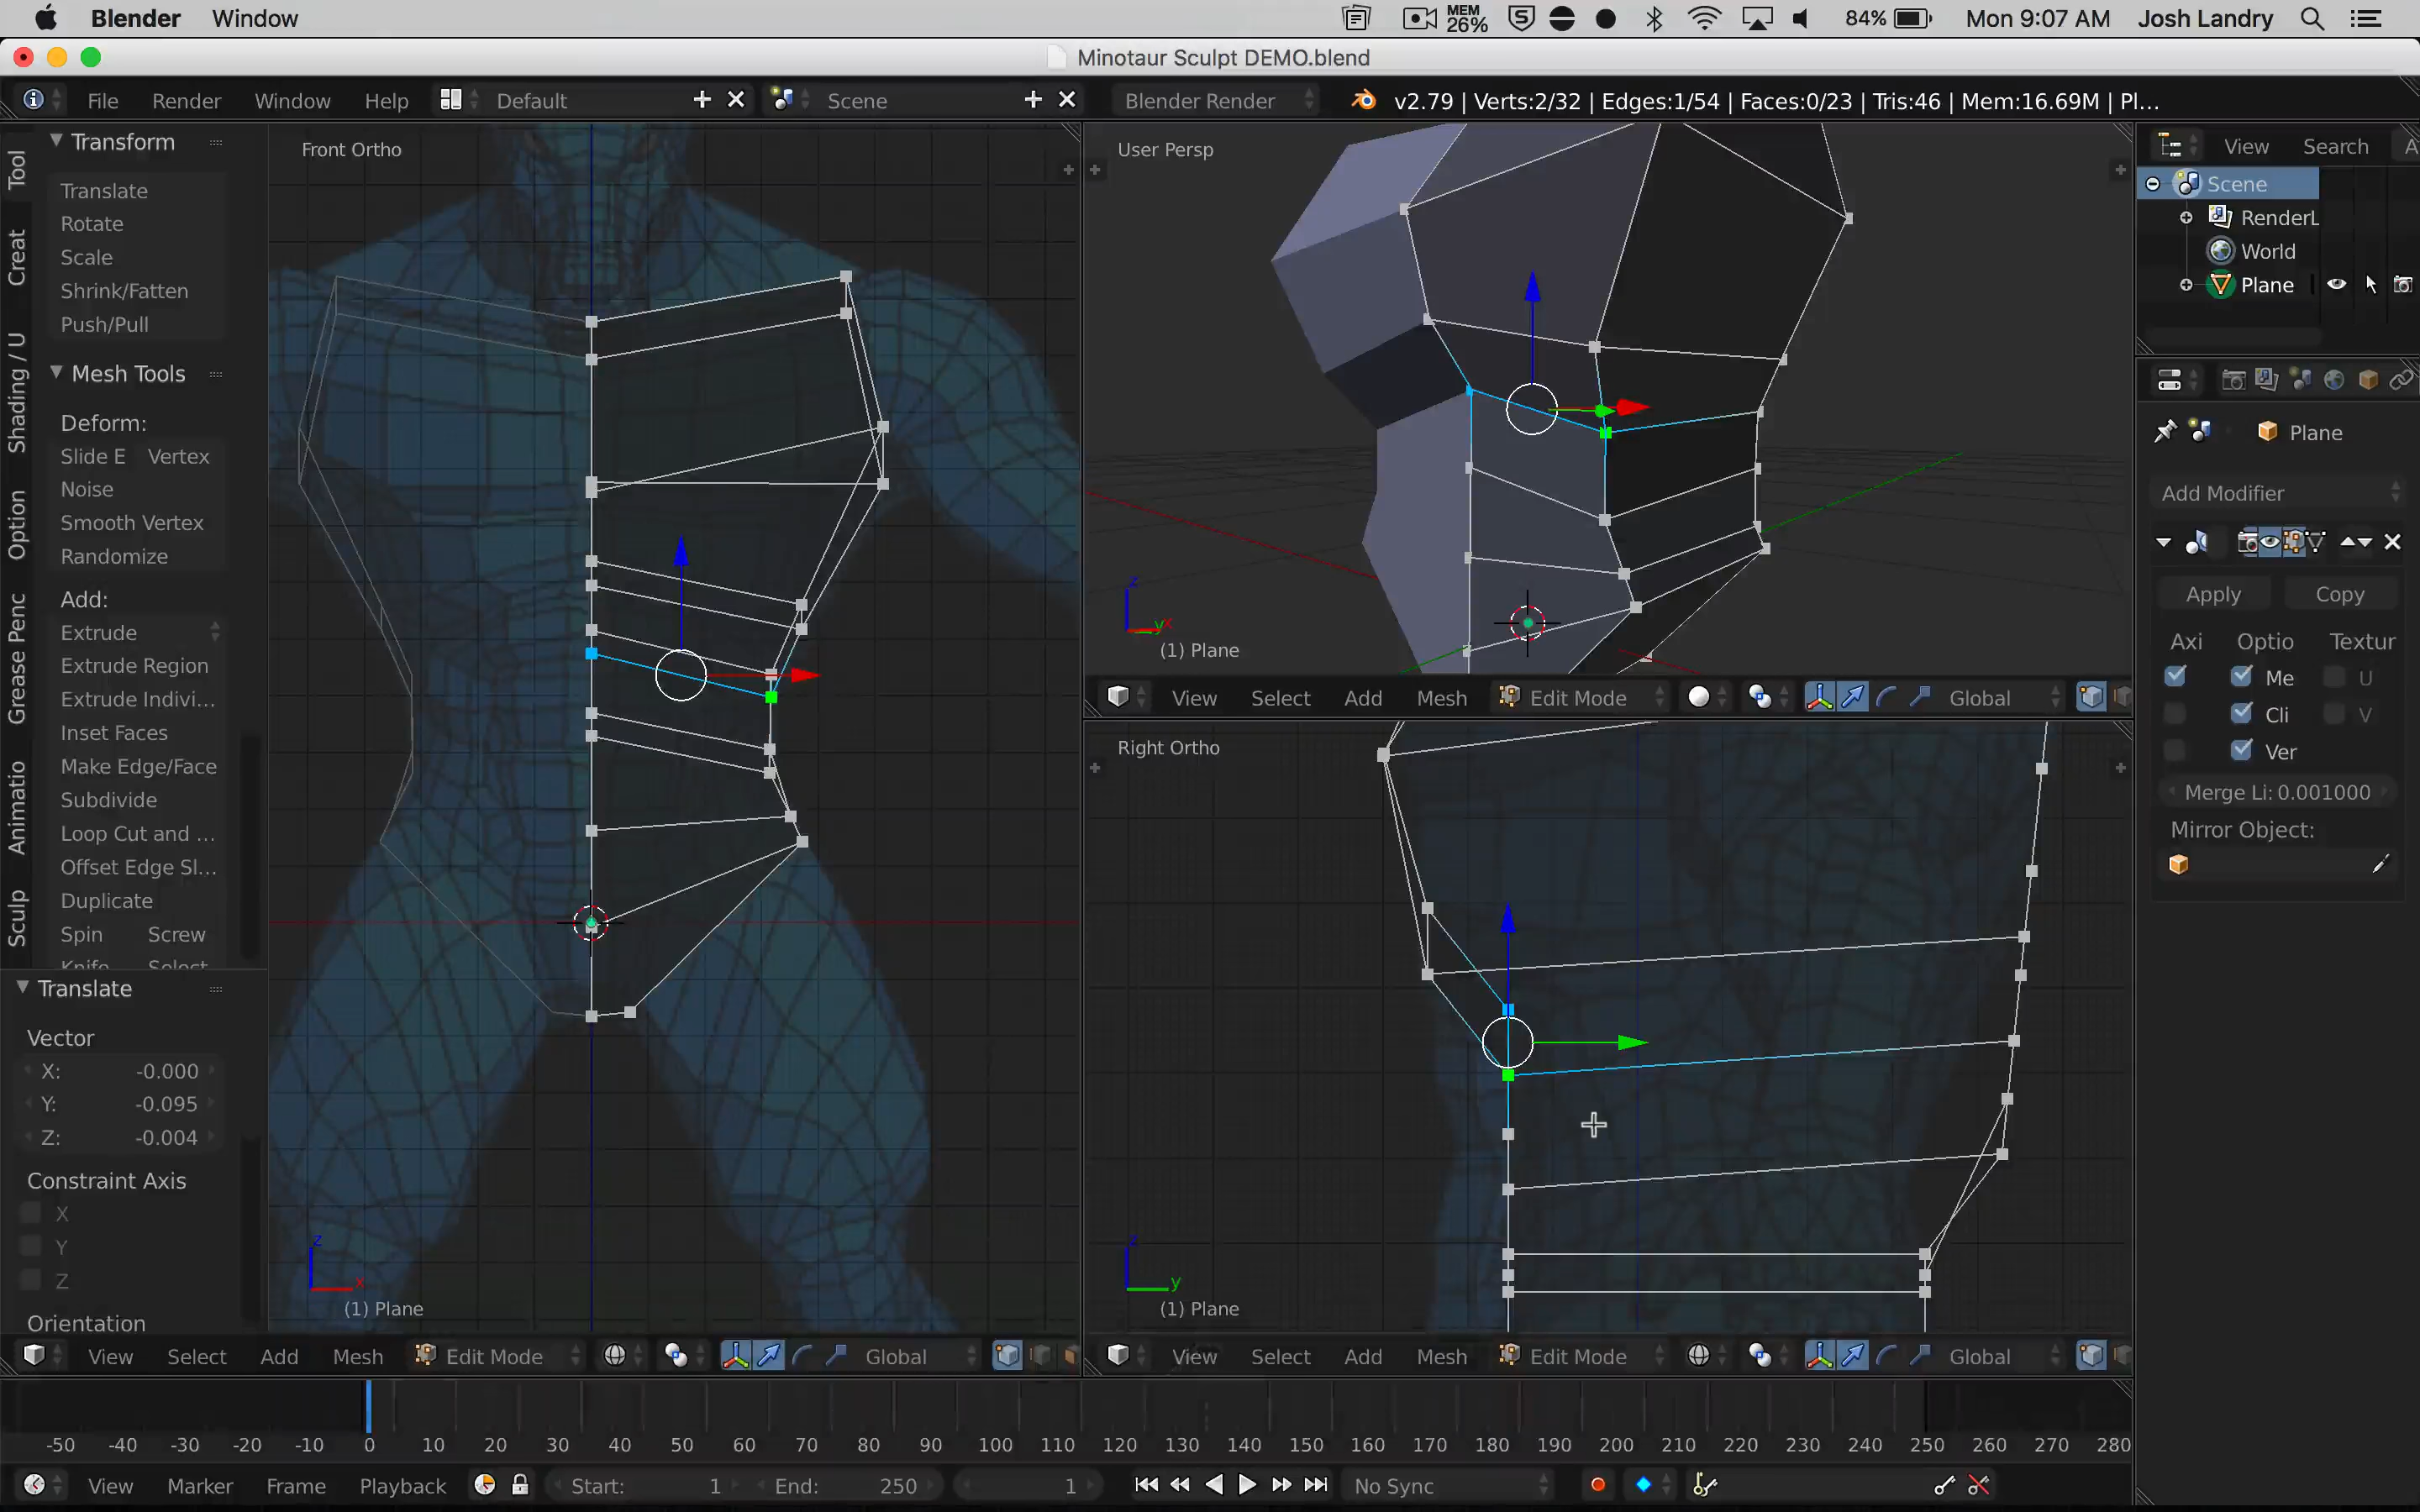 Blender Window MEM 26% 84% Mon 9:07 AM Josh Landry
Minotaur Sculpt DEMO.blend
File Render Window Help Default Scene Blender Render v2.79 | Verts:2/32 | Edges:1/54 | Faces:0/23 | Tris:46 | Mem:16.69M | Pl...
Tool
Creat
Shading / U
Option
Grease Penc
Animatio
Sculp
Transform
Translate
Rotate
Scale
Shrink/Fatten
Push/Pull
Mesh Tools
Deform:
Slide E Vertex
Noise
Smooth Vertex
Randomize
Add:
Extrude
Extrude Region
Extrude Indivi...
Inset Faces
Make Edge/Face
Subdivide
Loop Cut and ...
Offset Edge Sl...
Duplicate
Spin Screw
Knife Select
Translate
Vector
X: -0.000
Y: -0.095
Z: -0.004
Constraint Axis
X
Y
Z
Orientation
Front Ortho
z
x
(1) Plane
View Select Add Mesh Edit Mode Global
User Persp
z
y x
(1) Plane
View Select Add Mesh Edit Mode Global
Right Ortho
z
y
(1) Plane
View Select Add Mesh Edit Mode Global
View Search A
Scene
RenderL
World
Plane
Plane
Add Modifier
Apply Copy
Axi Optio Textur
Me U
Cli V
Ver
Merge Li: 0.001000
Mirror Object:
-50 -40 -30 -20 -10 0 10 20 30 40 50 60 70 80 90 100 110 120 130 140 150 160 170 180 190 200 210 220 230 240 250 260 270 280
View Marker Frame Playback Start: 1 End: 250 1 No Sync